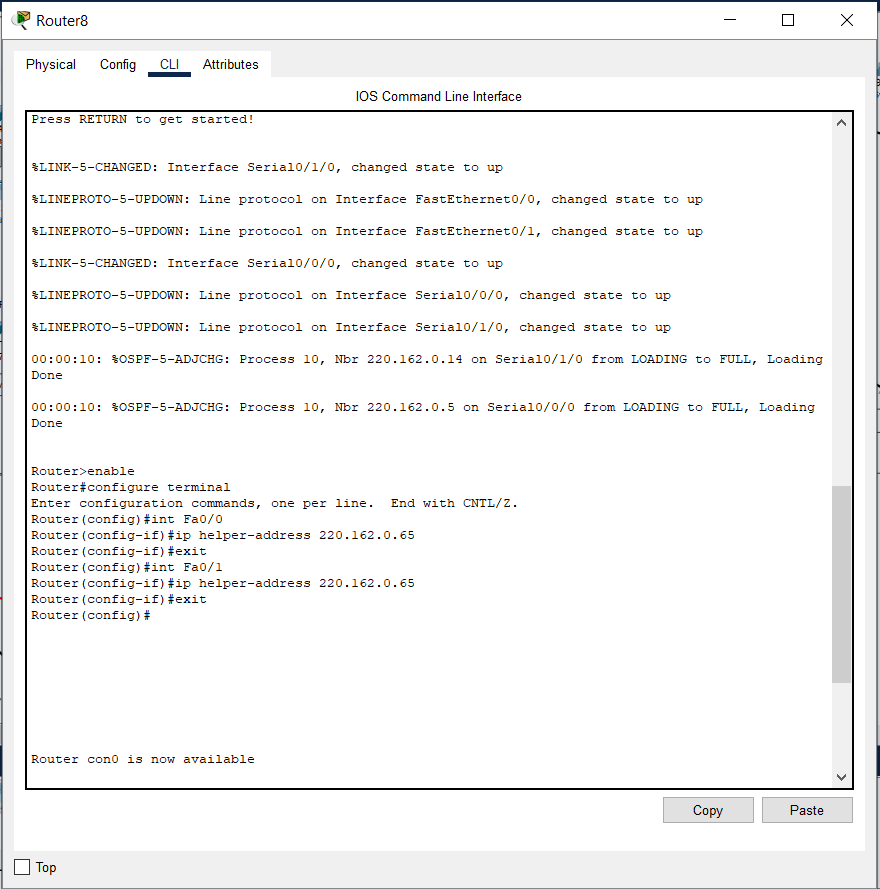 Router8
Physical Config CLI Attributes
IOS Command Line Interface
Press RETURN to get started!
%LINK-5-CHANGED: Interface Serial0/1/0, changed state to up
%LINEPROTO-5-UPDOWN: Line protocol on Interface FastEthernet0/0, changed state to up
%LINEPROTO-5-UPDOWN: Line protocol on Interface FastEthernet0/1, changed state to up
%LINK-5-CHANGED: Interface Serial0/0/0, changed state to up
%LINEPROTO-5-UPDOWN: Line protocol on Interface Serial0/0/0, changed state to up
%LINEPROTO-5-UPDOWN: Line protocol on Interface Serial0/1/0, changed state to up
00:00:10: %OSPF-5-ADJCHG: Process 10, Nbr 220.162.0.14 on Serial0/1/0 from LOADING to FULL, Loading
Done
00:00:10: %OSPF-5-ADJCHG: Process 10, Nbr 220.162.0.5 on Serial0/0/0 from LOADING to FULL, Loading
Done
Router>enable
Router#configure terminal
Enter configuration commands, one per line.  End with CNTL/Z.
Router(config)#int Fa0/0
Router(config-if)#ip helper-address 220.162.0.65
Router(config-if)#exit
Router(config)#int Fa0/1
Router(config-if)#ip helper-address 220.162.0.65
Router(config-if)#exit
Router(config)#
Router con0 is now available
Copy Paste
Top